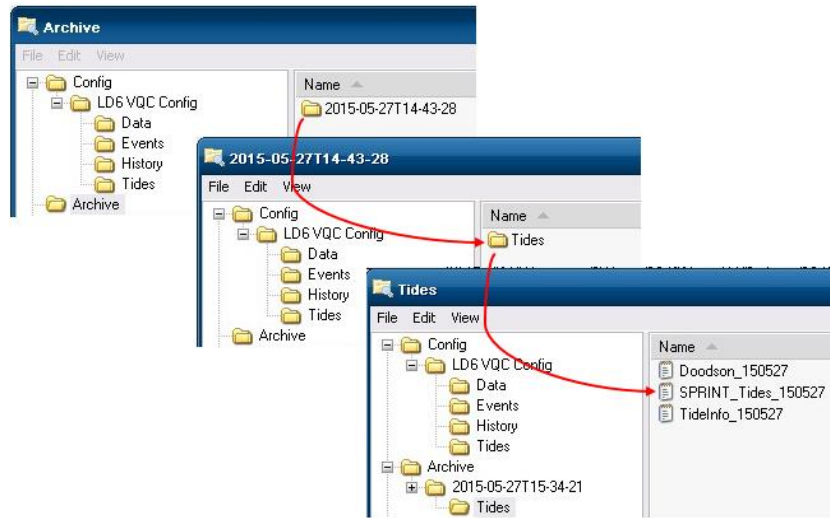 Archive
File Edit View
Config
LD6 VQC Config
Data
Events
History
Tides
Archive
Name
2015-05-27T14-43-28
2015-05-27T14-43-28
File Edit View
Config
LD6 VQC Config
Data
Events
History
Tides
Archive
Name
Tides
Tides
File Edit View
Config
LD6 VQC Config
Data
Events
History
Tides
Archive
2015-05-27T15-34-21
Tides
Name
Doodson_150527
SPRINT_Tides_150527
TideInfo_150527